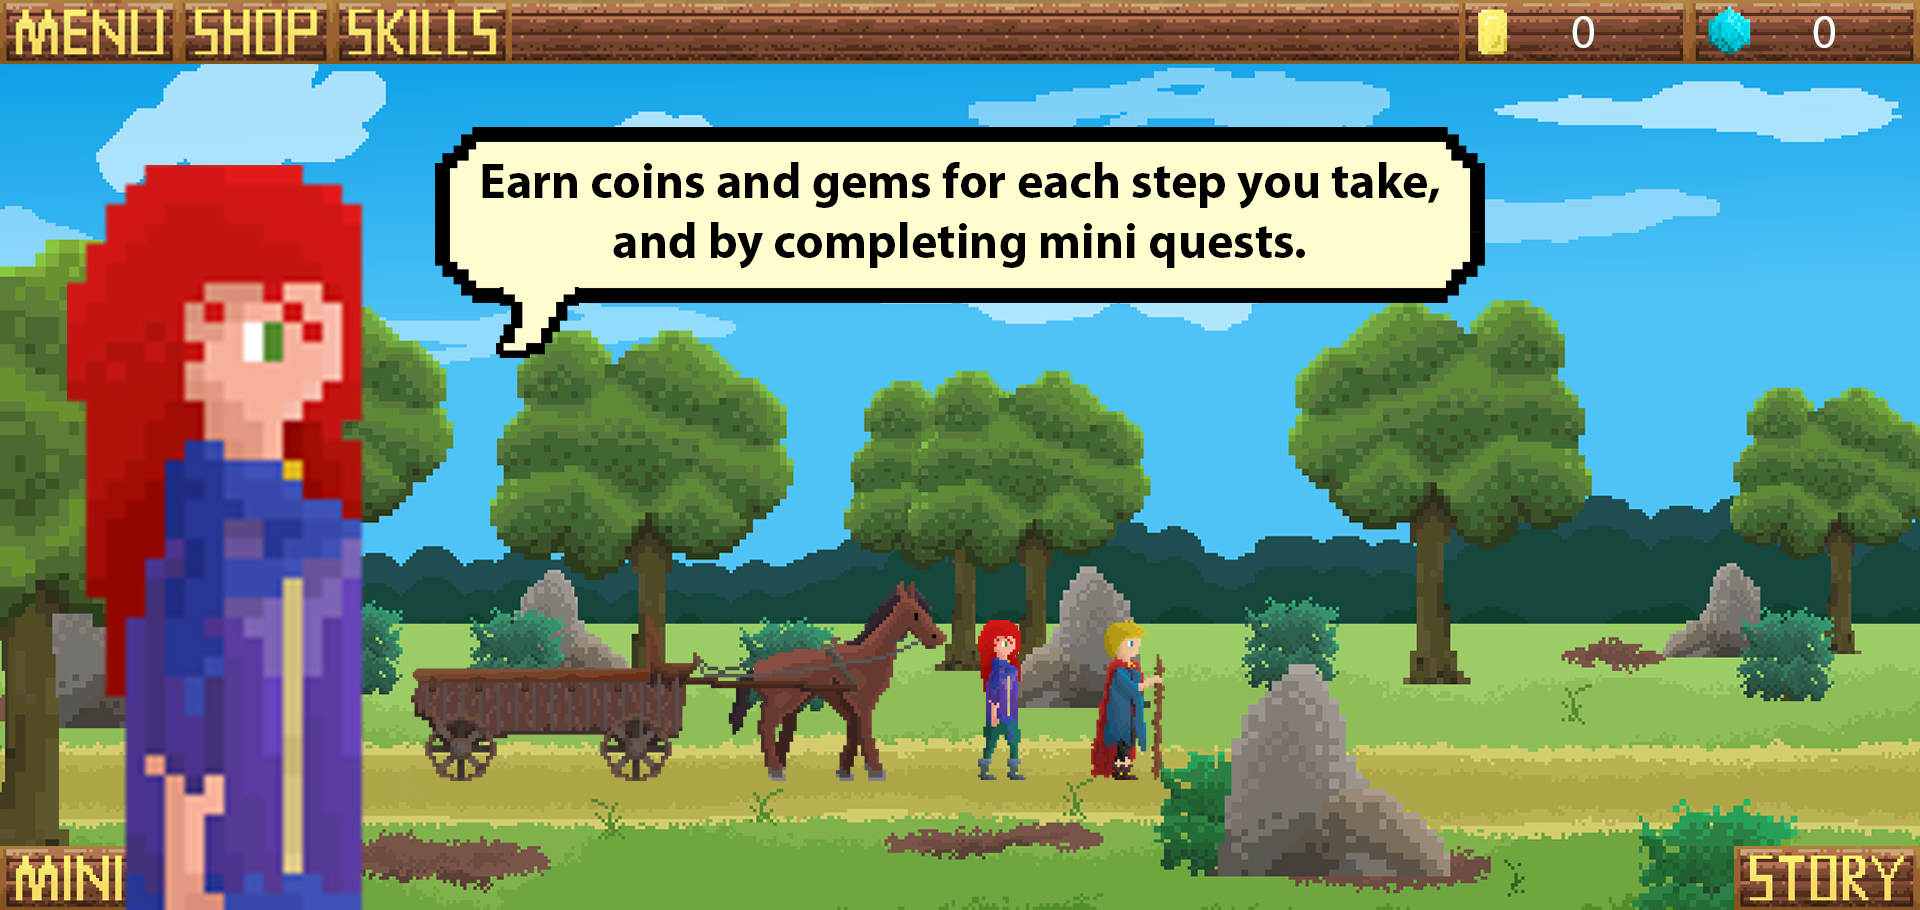 MENU SHOP SKILLS 0 0
Earn coins and gems for each step you take,
and by completing mini quests.
MINI STORY